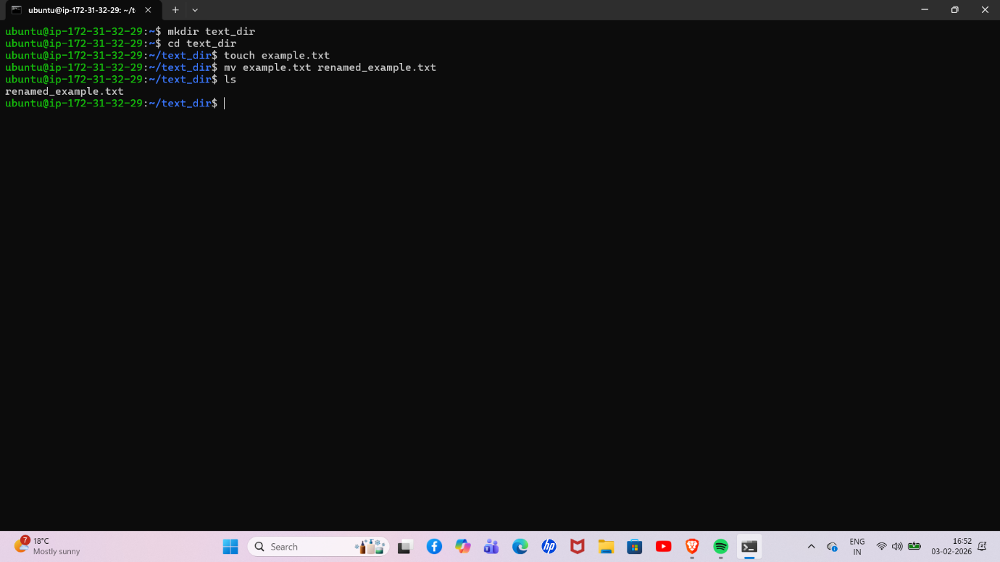 ubuntu@ip-172-31-32-29: ~/t
ubuntu@ip-172-31-32-29:~$ mkdir text_dir
ubuntu@ip-172-31-32-29:~$ cd text_dir
ubuntu@ip-172-31-32-29:~/text_dir$ touch example.txt
ubuntu@ip-172-31-32-29:~/text_dir$ mv example.txt renamed_example.txt
ubuntu@ip-172-31-32-29:~/text_dir$ ls
renamed_example.txt
ubuntu@ip-172-31-32-29:~/text_dir$
7
18°C
Mostly sunny
Search
hp
ENG
IN
16:52
03-02-2026